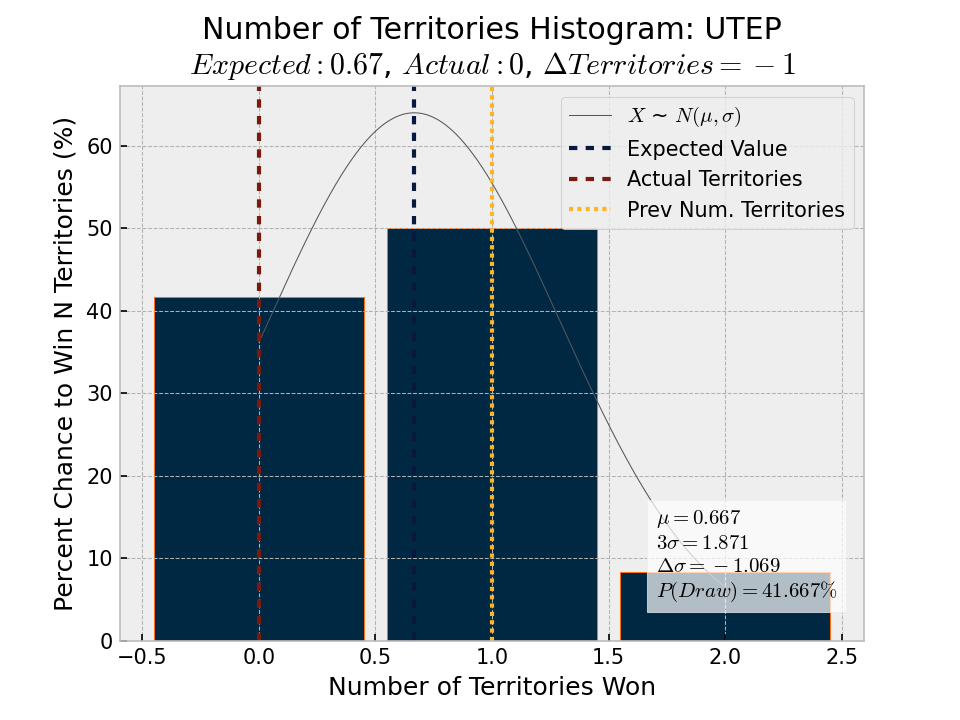 Number of Territories Histogram: UTEP
Expected : 0.67, Actual : 0, ΔTerritories = −1
Percent Chance to Win N Territories (%)
60
50
40
30
20
10
0
X ~ N(μ, σ)
Expected Value
Actual Territories
Prev Num. Territories
μ = 0.667
3σ = 1.871
Δσ = −1.069
P(Draw) = 41.667%
−0.5 0.0 0.5 1.0 1.5 2.0 2.5
Number of Territories Won